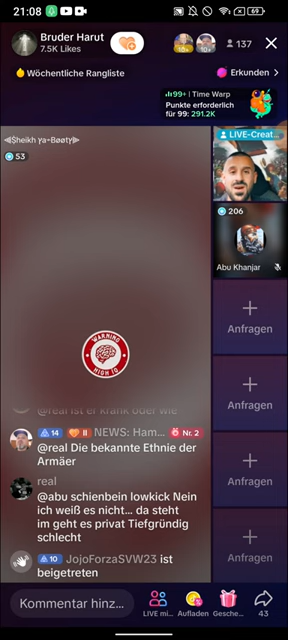 21:08
69
Bruder Harut
7.5K Likes
137
Wöchentliche Rangliste
Erkunden >
99+ | Time Warp
Punkte erforderlich
für 99: 291.2K
53
LIVE-Creat...
206
Abu Khanjar
Anfragen
Anfragen
Anfragen
Anfragen
WARNING
HIGH IQ
@real ist er krank oder wie
14 II NEWS: Ham... Nr. 2
@real Die bekannte Ethnie der
Armäer
real
@abu schienbein lowkick Nein
ich weiß es nicht... da steht
im geht es privat Tiefgründig
schlecht
10 JojoForzaSVW23 ist
beigetreten
Kommentar hinz...
LIVE mi...
Aufladen
Gesche...
43